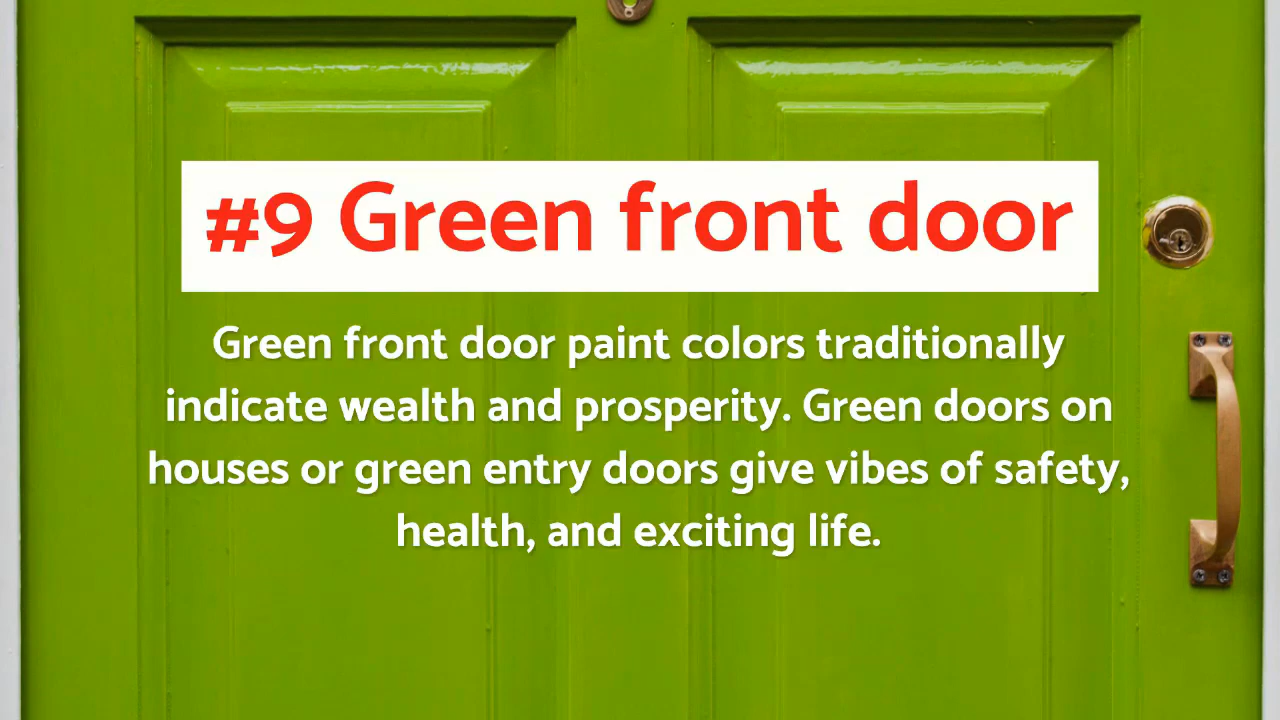 #9 Green front door
Green front door paint colors traditionally
indicate wealth and prosperity. Green doors on
houses or green entry doors give vibes of safety,
health, and exciting life.